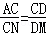 AC/CN = CD/DM